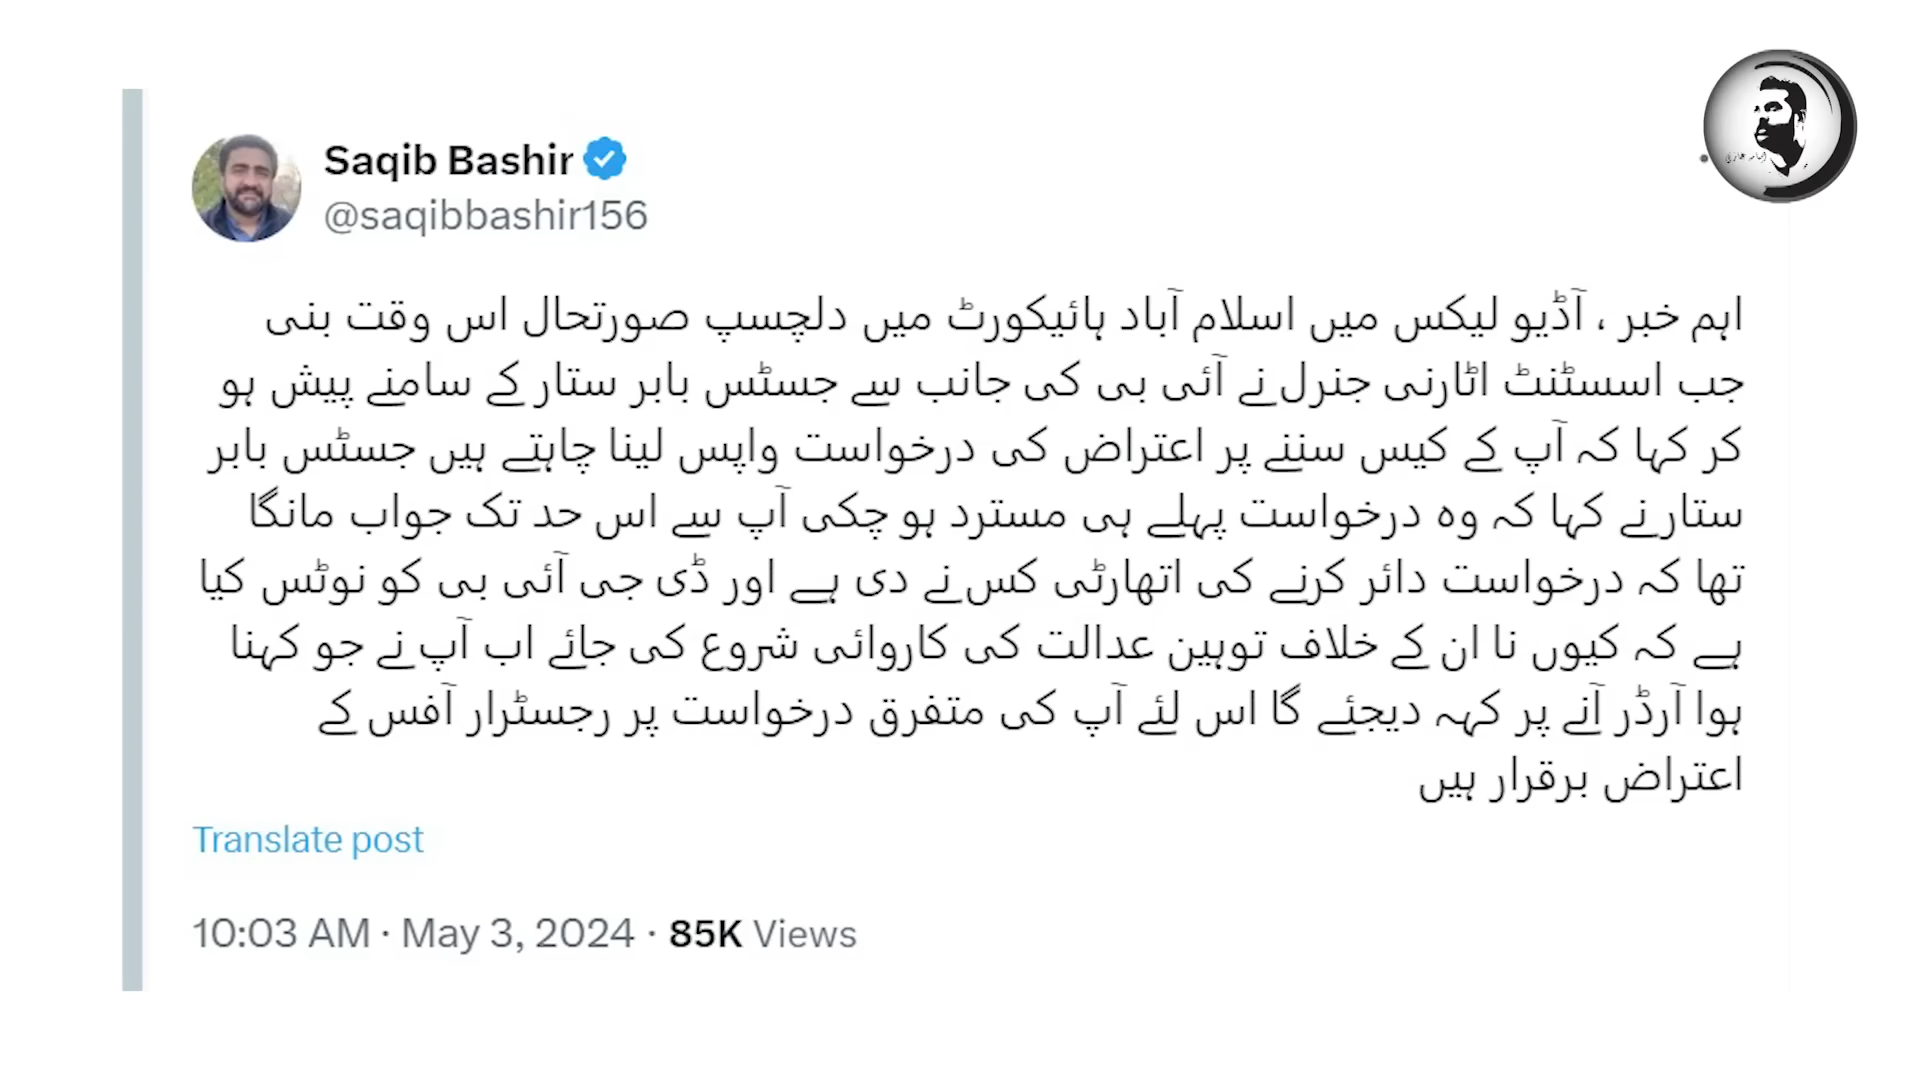 Saqib Bashir
@saqibbashir156
اہم خبر ، آڈیو لیکس میں اسلام آباد ہائیکورٹ میں دلچسپ صورتحال اس وقت بنی
جب اسسٹنٹ اٹارنی جنرل نے آئی بی کی جانب سے جسٹس بابر ستار کے سامنے پیش ہو
کر کہا کہ آپ کے کیس سننے پر اعتراض کی درخواست واپس لینا چاہتے ہیں جسٹس بابر
ستار نے کہا کہ وہ درخواست پہلے ہی مسترد ہو چکی آپ سے اس حد تک جواب مانگا
تھا کہ درخواست دائر کرنے کی اتھارٹی کس نے دی ہے اور ڈی جی آئی بی کو نوٹس کیا
ہے کہ کیوں نا ان کے خلاف توہین عدالت کی کاروائی شروع کی جائے اب آپ نے جو کہنا
ہوا آرڈر آنے پر کہہ دیجئے گا اس لئے آپ کی متفرق درخواست پر رجسٹرار آفس کے
اعتراض برقرار ہیں
Translate post
10:03 AM · May 3, 2024 · 85K Views